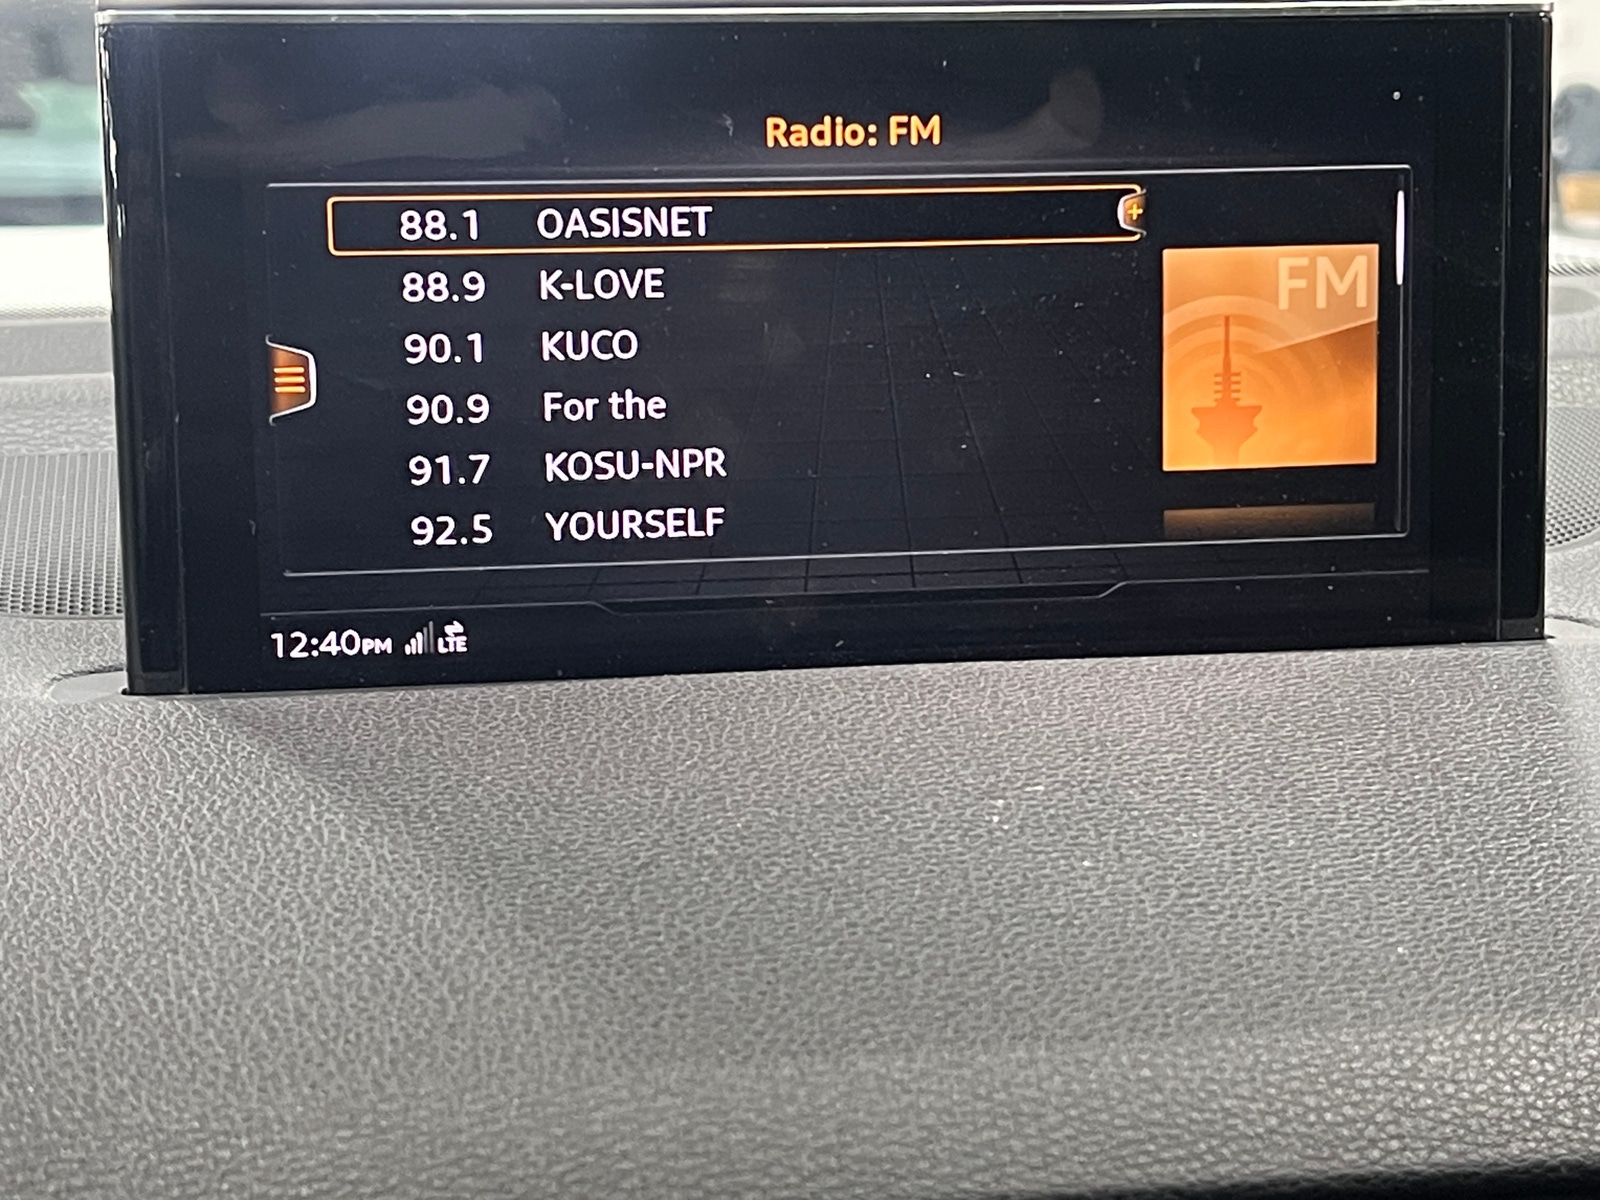 Radio: FM
88.1 OASISNET
88.9 K-LOVE
90.1 KUCO
90.9 For the
91.7 KOSU-NPR
92.5 YOURSELF
FM
12:40PM LTE